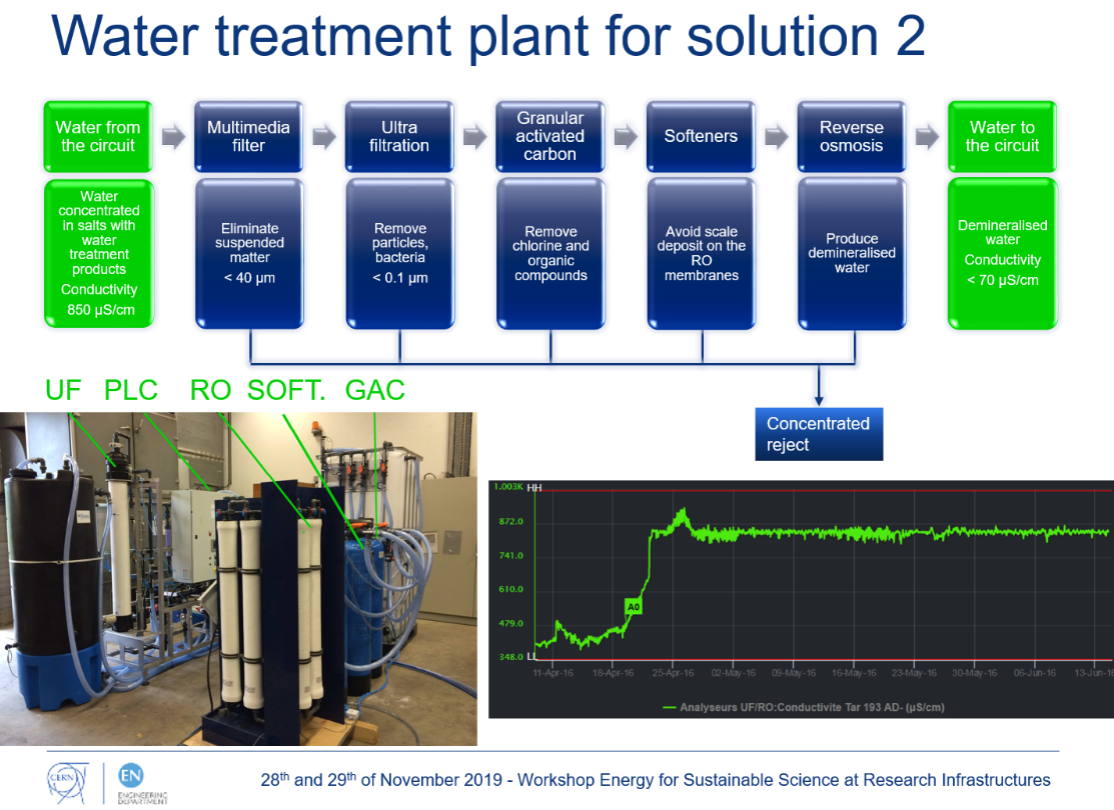 Water treatment plant for solution 2
Water from
the circuit
Multimedia
filter
Ultra
filtration
Granular
activated
carbon
Softeners
Reverse
osmosis
Water to
the circuit
Water
concentrated
in salts with
water
treatment
products
Conductivity
850 µS/cm
Eliminate
suspended
matter
< 40 µm
Remove
particles,
bacteria
< 0.1 µm
Remove
chlorine and
organic
compounds
Avoid scale
deposit on the
RO
membranes
Produce
demineralised
water
Demineralised
water
Conductivity
< 70 µS/cm
Concentrated
reject
UF PLC RO SOFT. GAC
1.003K HH
872.0
741.0
610.0
479.0
348.0 LL
A0
11-Apr-16 18-Apr-16 25-Apr-16 02-May-16 09-May-16 16-May-16 23-May-16 30-May-16 06-Jun-16 13-Jun-16
Analyseurs UF/RO:Conductivite Tar 193 AD- (µS/cm)
CERN
EN
ENGINEERING
DEPARTMENT
28th and 29th of November 2019 - Workshop Energy for Sustainable Science at Research Infrastructures